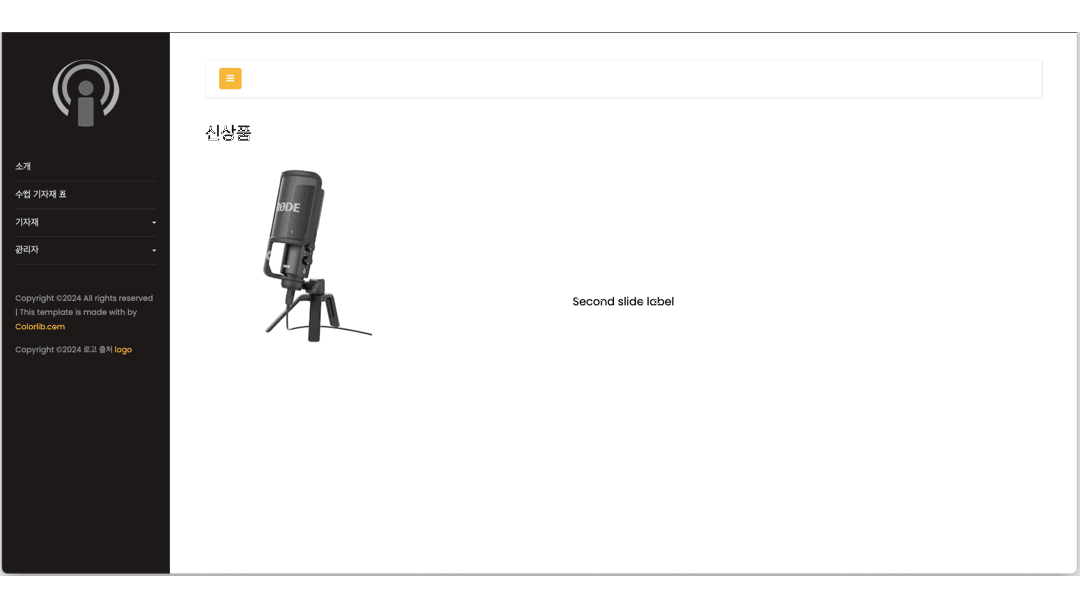 소개
수업 기자재 표
기자재
관리자
Copyright ©2024 All rights reserved
| This template is made with by
Colorlib.com
Copyright ©2024 로고 출처 logo
신상품
RØDE
Second slide label